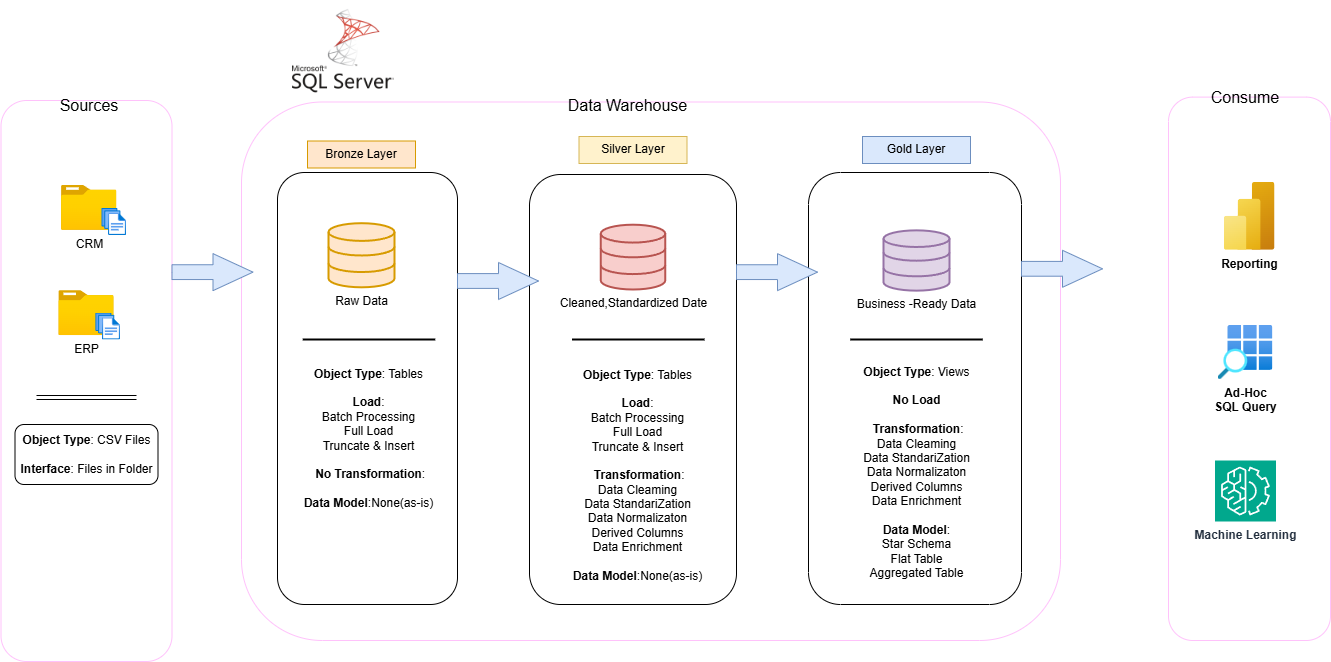 Microsoft®
SQL Server
Sources
CRM
ERP
Object Type: CSV Files
Interface: Files in Folder
Data Warehouse
Bronze Layer
Raw Data
Object Type: Tables
Load:
Batch Processing
Full Load
Truncate & Insert
No Transformation:
Data Model:None(as-is)
Silver Layer
Cleaned,Standardized Date
Object Type: Tables
Load:
Batch Processing
Full Load
Truncate & Insert
Transformation:
Data Cleaming
Data StandariZation
Data Normalizaton
Derived Columns
Data Enrichment
Data Model:None(as-is)
Gold Layer
Business -Ready Data
Object Type: Views
No Load
Transformation:
Data Cleaming
Data StandariZation
Data Normalizaton
Derived Columns
Data Enrichment
Data Model:
Star Schema
Flat Table
Aggregated Table
Consume
Reporting
Ad-Hoc
SQL Query
Machine Learning